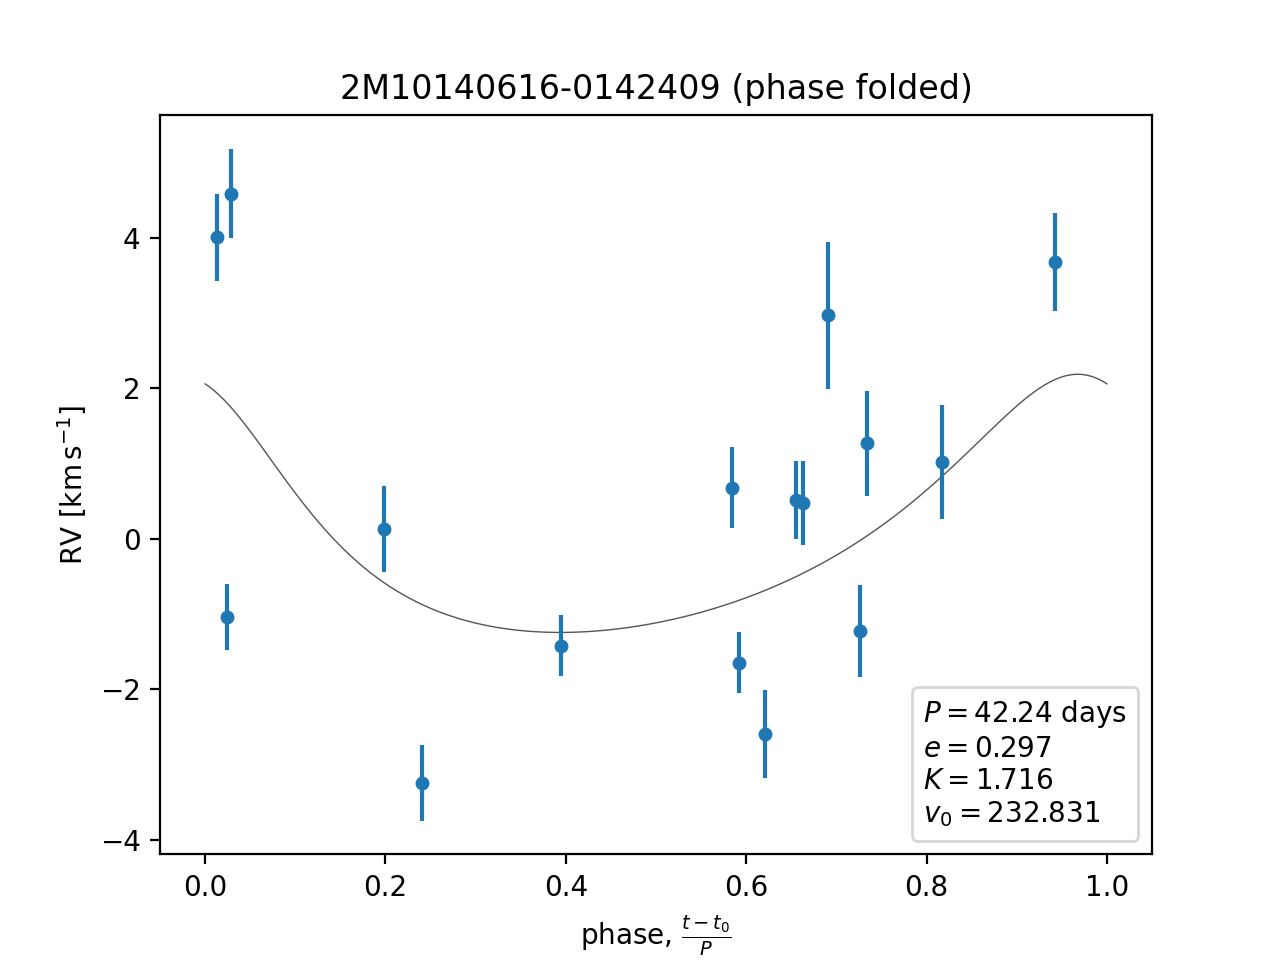 2M10140616-0142409 (phase folded)
RV [km s⁻¹]
4
2
0
−2
−4
P = 42.24 days
e = 0.297
K = 1.716
v₀ = 232.831
0.0 0.2 0.4 0.6 0.8 1.0
phase, (t − t₀)/P